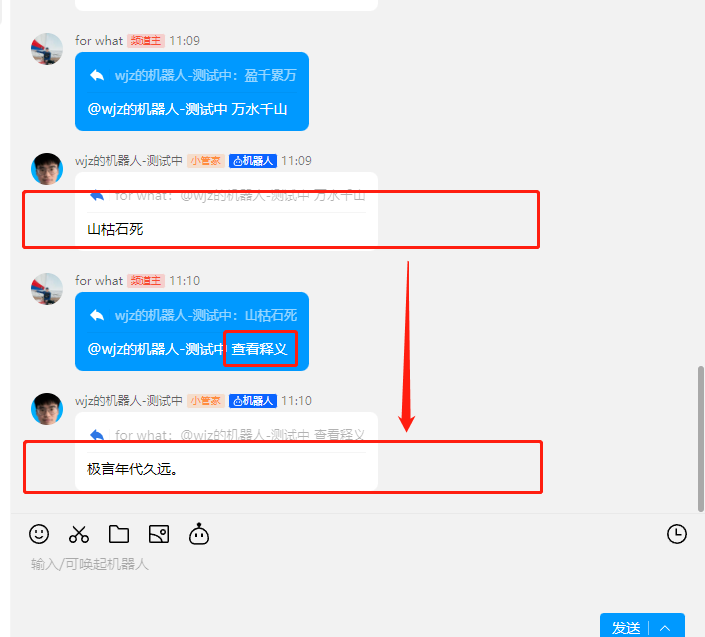 for what 频道主 11:09
wjz的机器人-测试中：盈千累万
@wjz的机器人-测试中 万水千山
wjz的机器人-测试中 小管家 机器人 11:09
for what：@wjz的机器人-测试中 万水千山
山枯石死
for what 频道主 11:10
wjz的机器人-测试中：山枯石死
@wjz的机器人-测试中 查看释义
wjz的机器人-测试中 小管家 机器人 11:10
for what：@wjz的机器人-测试中 查看释义
极言年代久远。
输入/可唤起机器人
发送